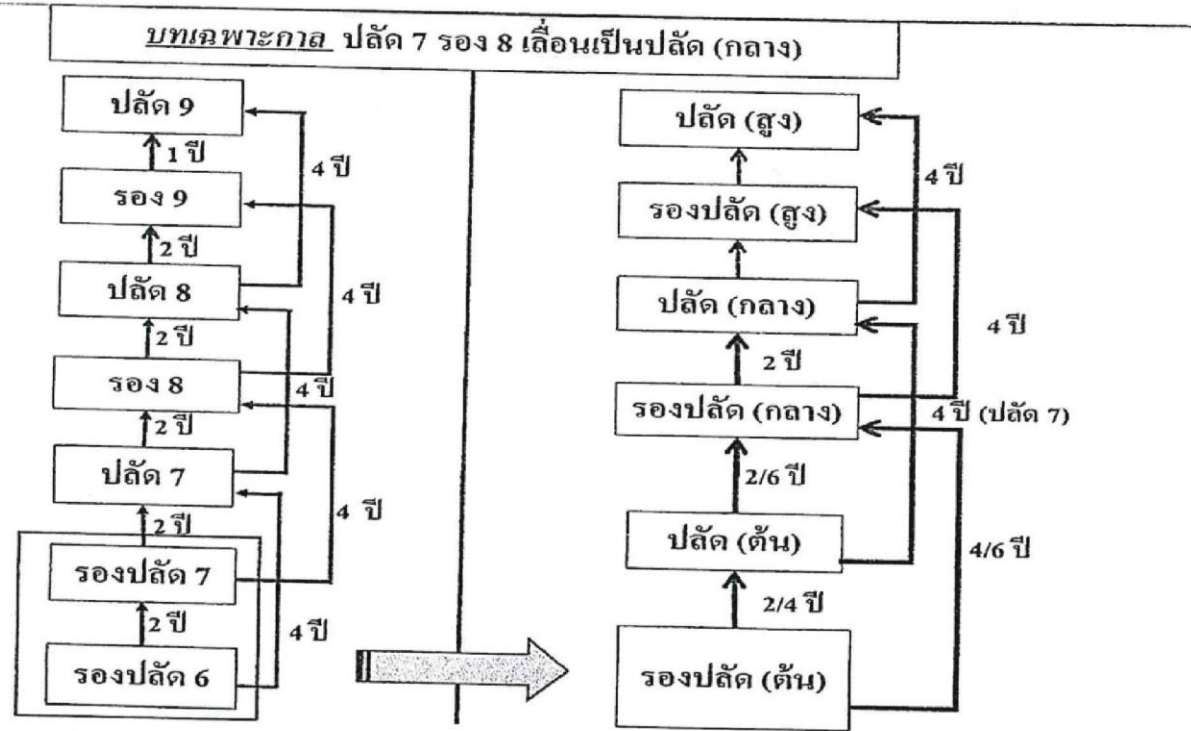 บทเฉพาะกาล ปลัด 7 รอง 8 เลื่อนเป็นปลัด (กลาง)
ปลัด 9
1 ปี
4 ปี
รอง 9
2 ปี
ปลัด 8
4 ปี
2 ปี
รอง 8
4 ปี
2 ปี
ปลัด 7
4 ปี
2 ปี
รองปลัด 7
2 ปี
4 ปี
รองปลัด 6
ปลัด (สูง)
4 ปี
รองปลัด (สูง)
ปลัด (กลาง)
4 ปี
2 ปี
รองปลัด (กลาง)
4 ปี (ปลัด 7)
2/6 ปี
ปลัด (ต้น)
4/6 ปี
2/4 ปี
รองปลัด (ต้น)